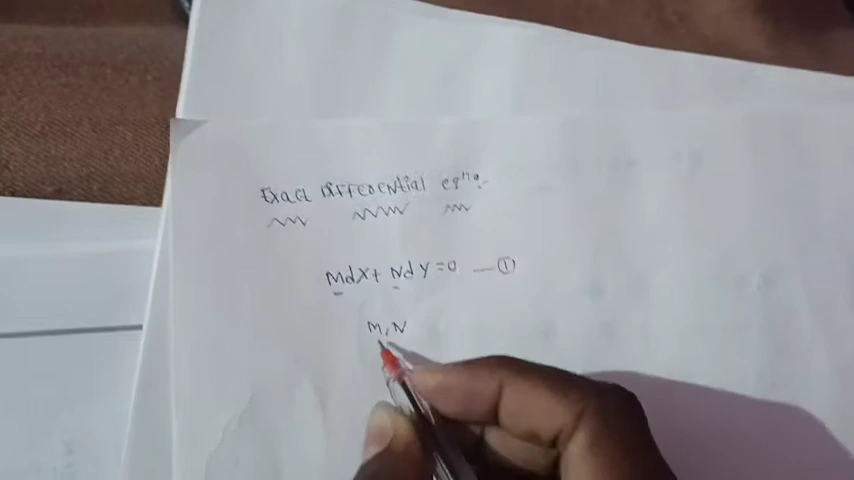 Exact Differential eqn:-
Mdx + Ndy = 0 — ①
M, N